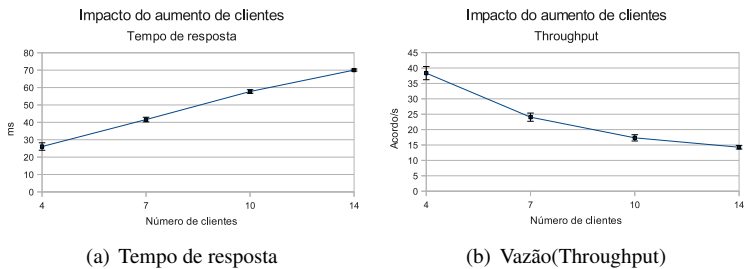 Impacto do aumento de clientes
Tempo de resposta
80
70
60
50
40
30
20
10
0
ms
4
7
10
14
Número de clientes
(a) Tempo de resposta
Impacto do aumento de clientes
Throughput
45
40
35
30
25
20
15
10
5
0
Acordo/s
4
7
10
14
Número de clientes
(b) Vazão(Throughput)